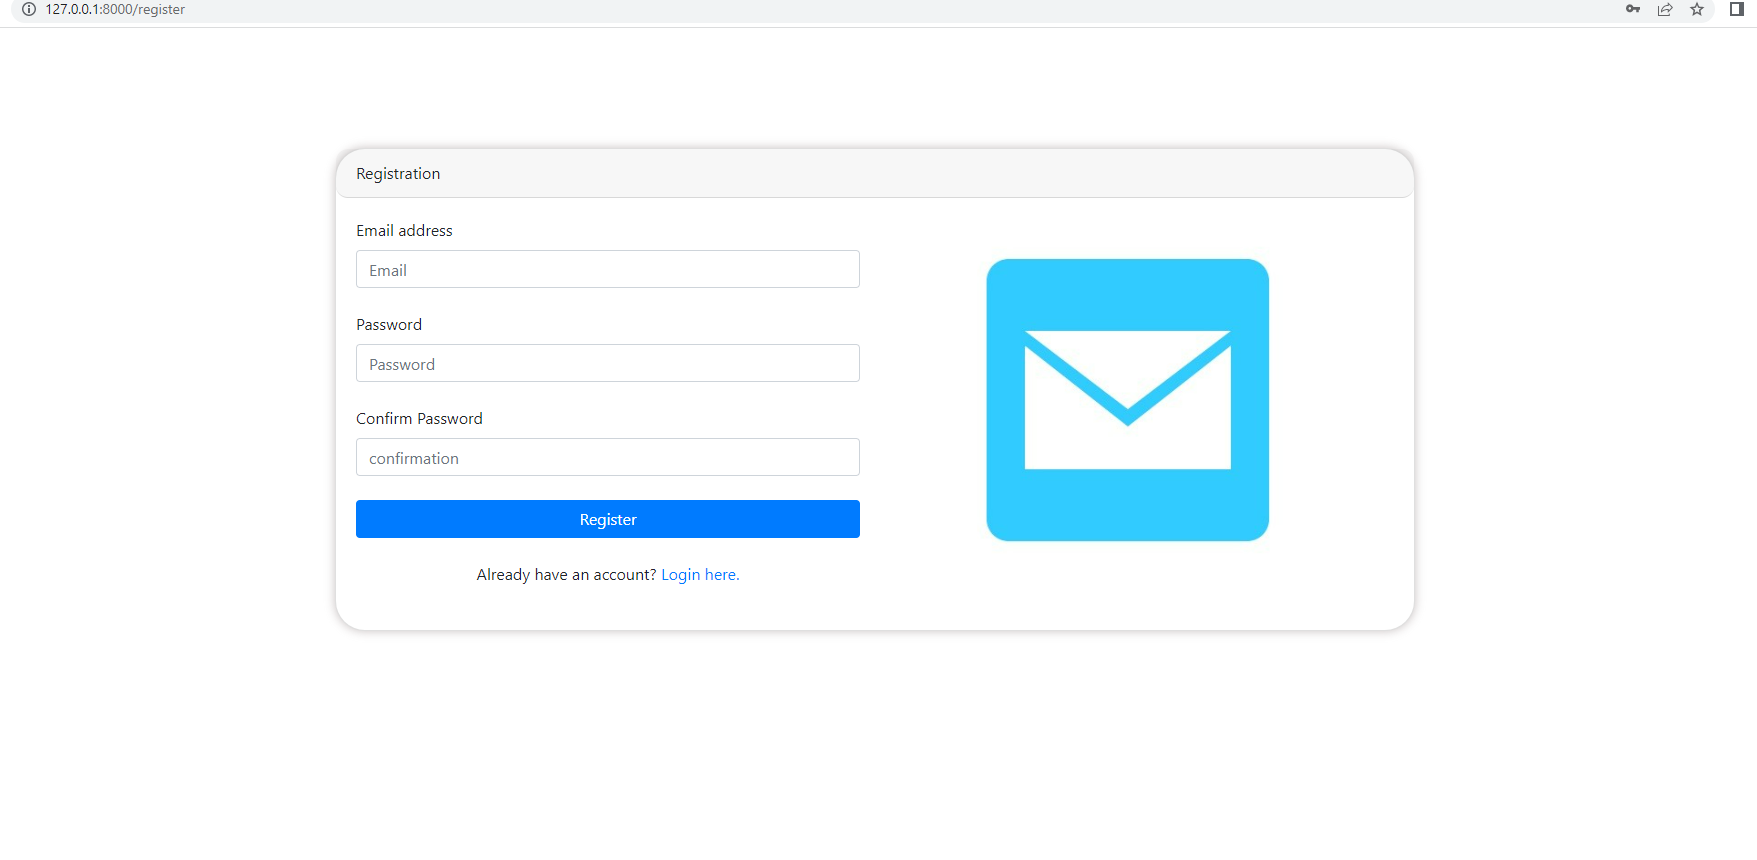 127.0.0.1:8000/register
Registration
Email address
Email
Password
Password
Confirm Password
confirmation
Register
Already have an account? Login here.